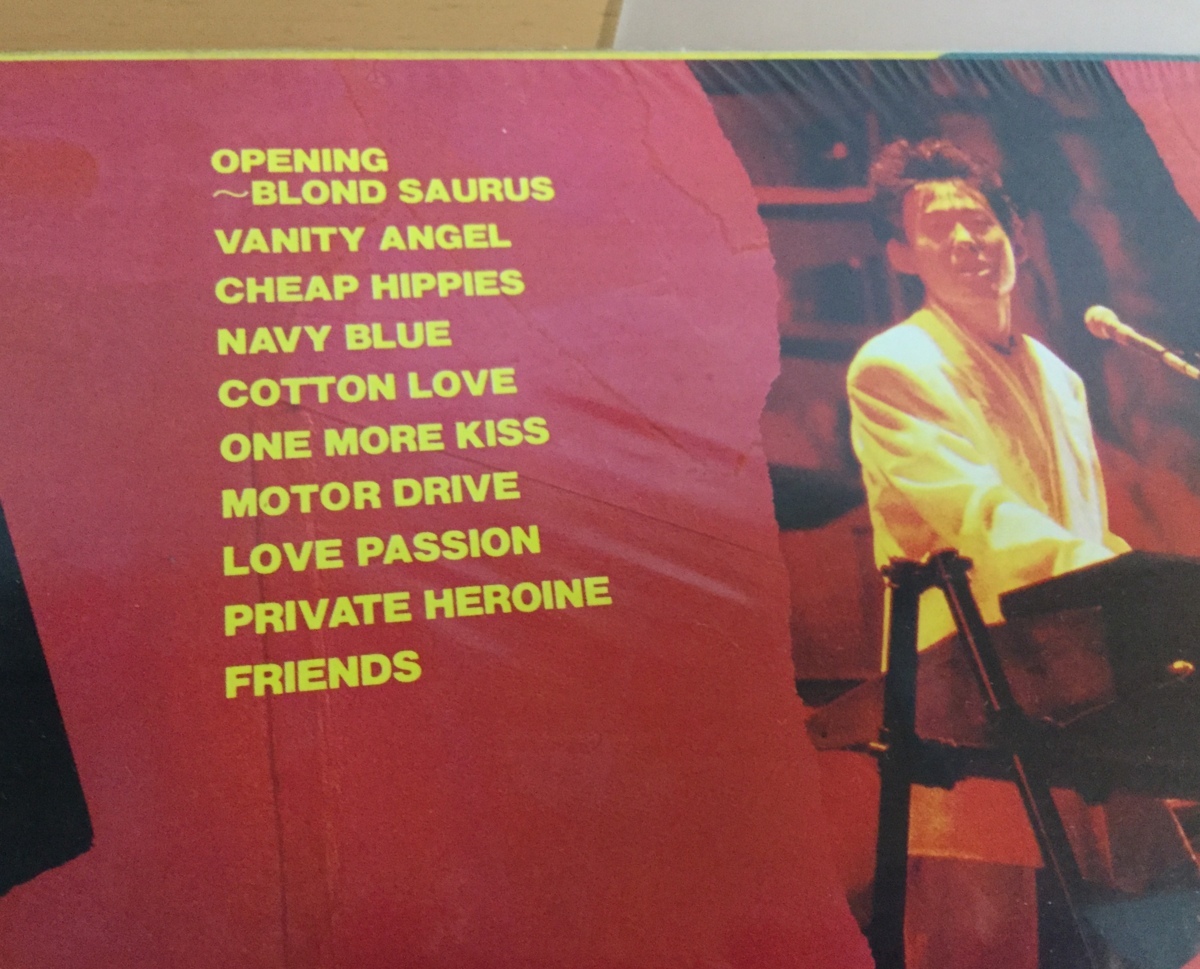 OPENING
～BLOND SAURUS
VANITY ANGEL
CHEAP HIPPIES
NAVY BLUE
COTTON LOVE
ONE MORE KISS
MOTOR DRIVE
LOVE PASSION
PRIVATE HEROINE
FRIENDS